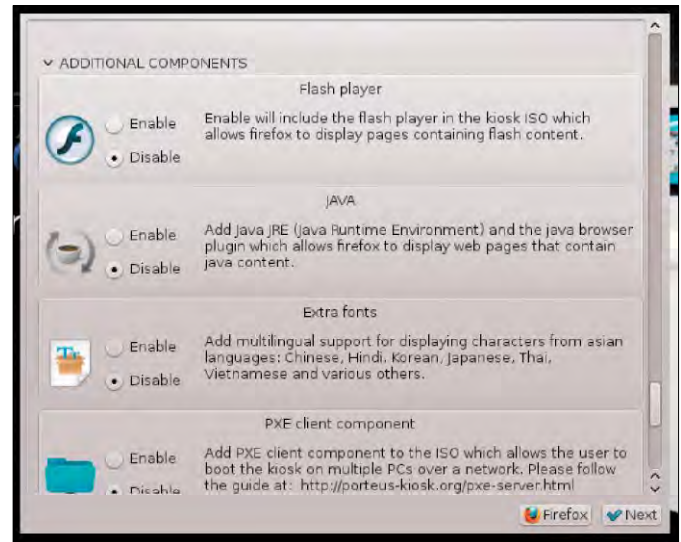 ADDITIONAL COMPONENTS
Flash player
Enable
Disable
Enable will include the flash player in the kiosk ISO which
allows firefox to display pages containing flash content.
JAVA
Enable
Disable
Add Java JRE (Java Runtime Environment) and the java browser
plugin which allows firefox to display web pages that contain
java content.
Extra fonts
Enable
Disable
Add multilingual support for displaying characters from asian
languages: Chinese, Hindi, Korean, Japanese, Thai,
Vietnamese and various others.
PXE client component
Enable
Disable
Add PXE client component to the ISO which allows the user to
boot the kiosk on multiple PCs over a network. Please follow
the guide at: http://porteus-kiosk.org/pxe-server.html
Firefox
Next